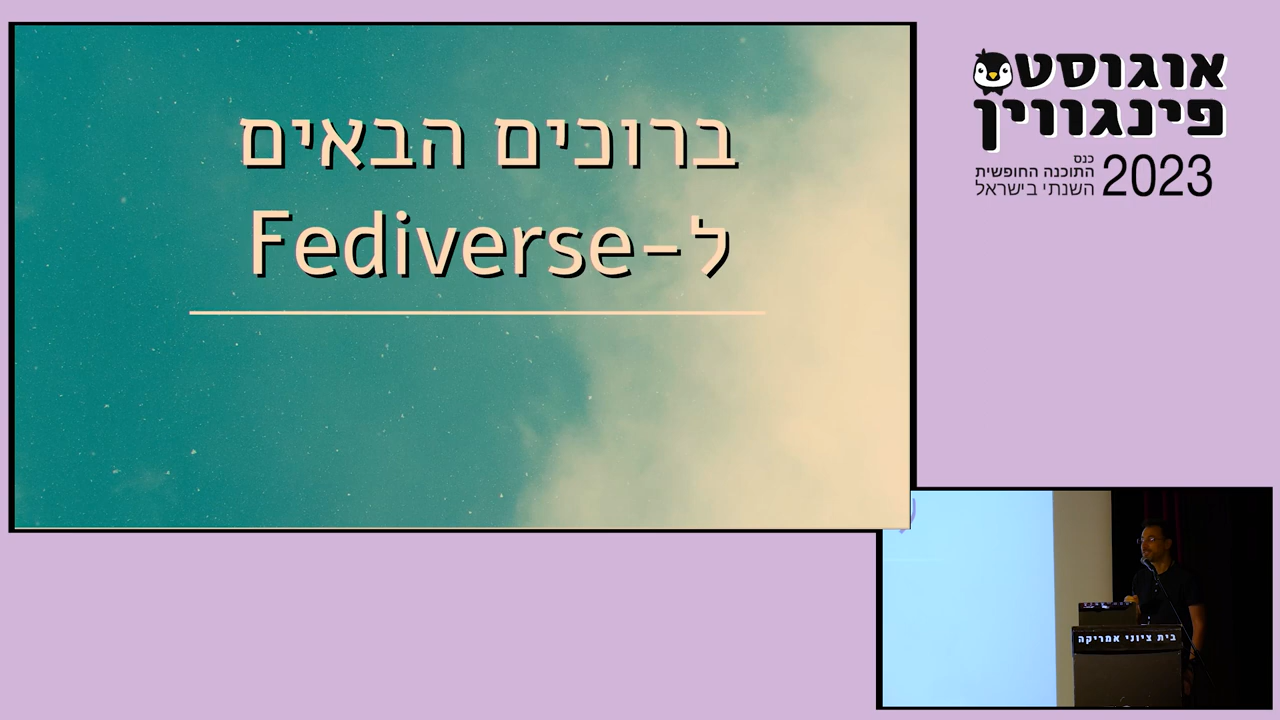 ברוכים הבאים
ל-Fediverse
אוגוסט
פינגווין
2023
כנס
התוכנה החופשית
השנתי בישראל
בית ציוני אמריקה